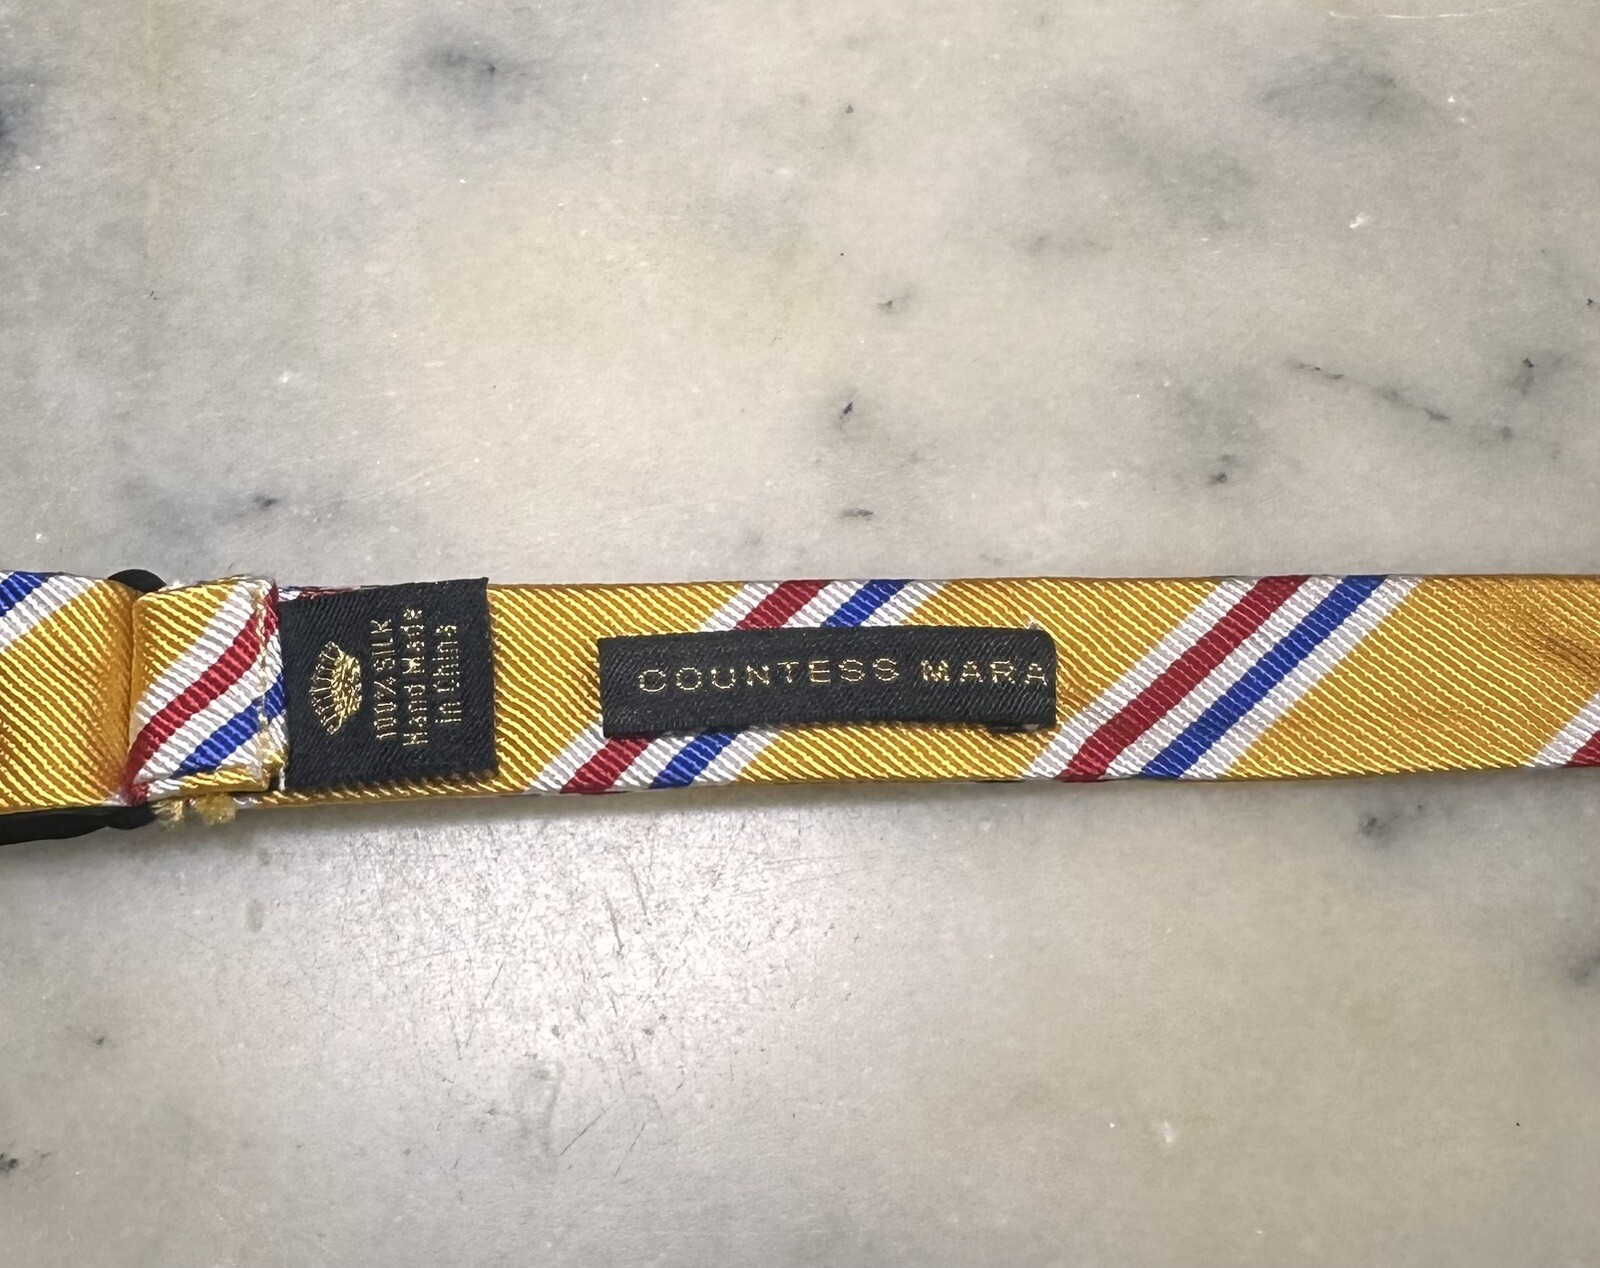 100% SILK
Hand Made
in China
COUNTESS MARA